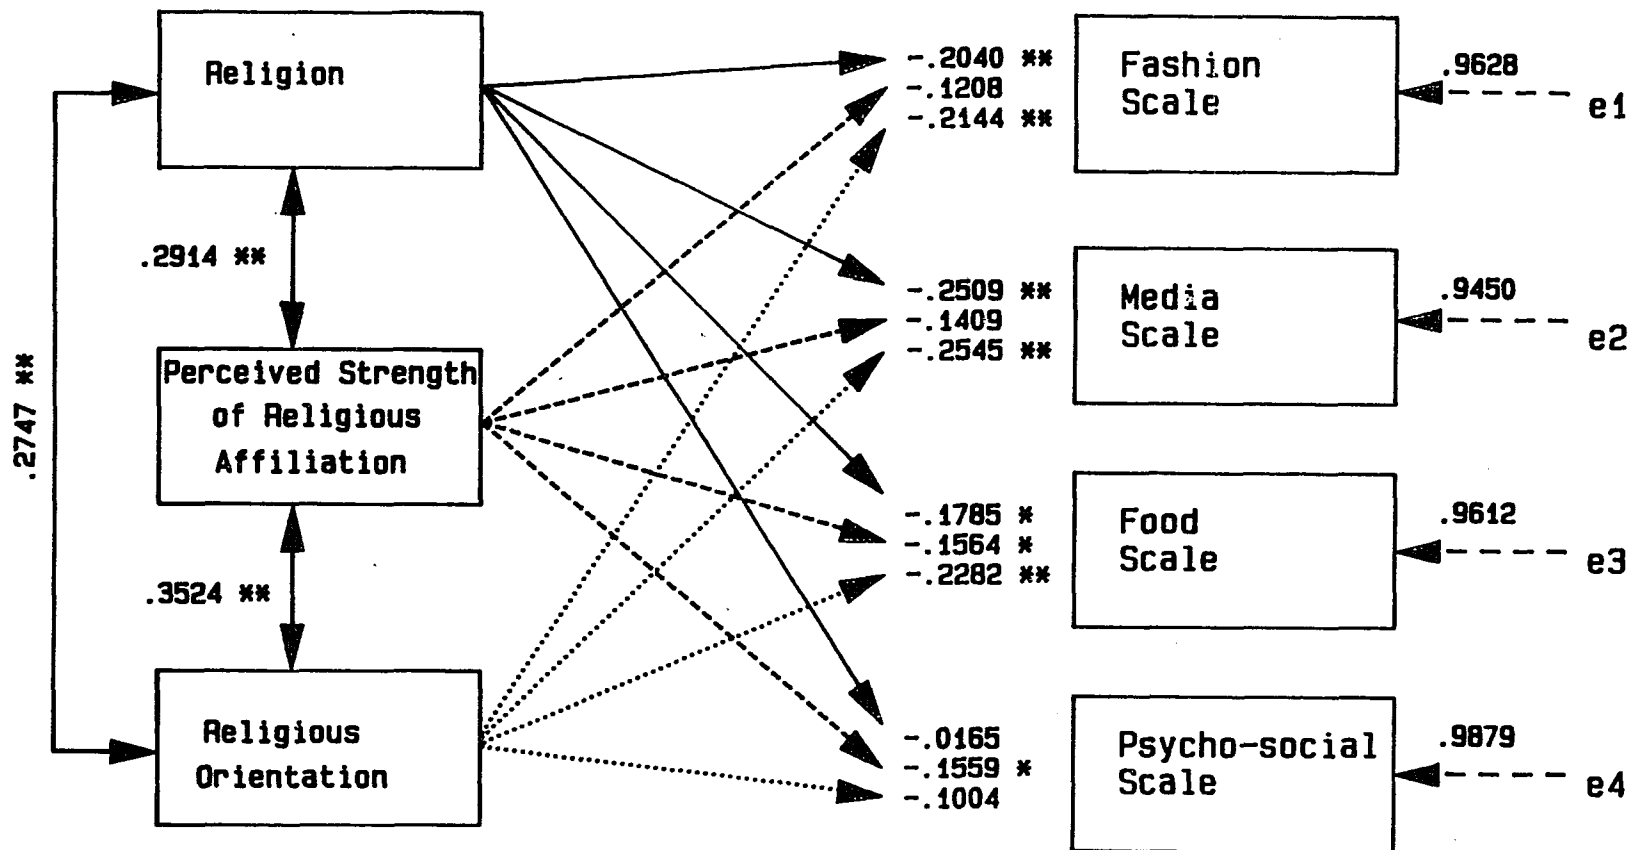 Religion
-.2040 **
-.1208
-.2144 **
Fashion
Scale
.9628
e1
.2914 **
-.2509 **
-.1409
-.2545 **
Media
Scale
.9450
e2
.2747 **
Perceived Strength
of Religious
Affiliation
-.1785 *
-.1564 *
-.2282 **
Food
Scale
.9612
e3
.3524 **
Religious
Orientation
-.0165
-.1559 *
-.1004
Psycho-social
Scale
.9879
e4